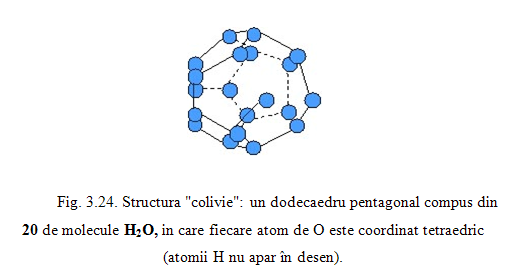 Fig. 3.24. Structura "colivie": un dodecaedru pentagonal compus din
20 de molecule H₂O, in care fiecare atom de O este coordinat tetraedric
(atomii H nu apar în desen).